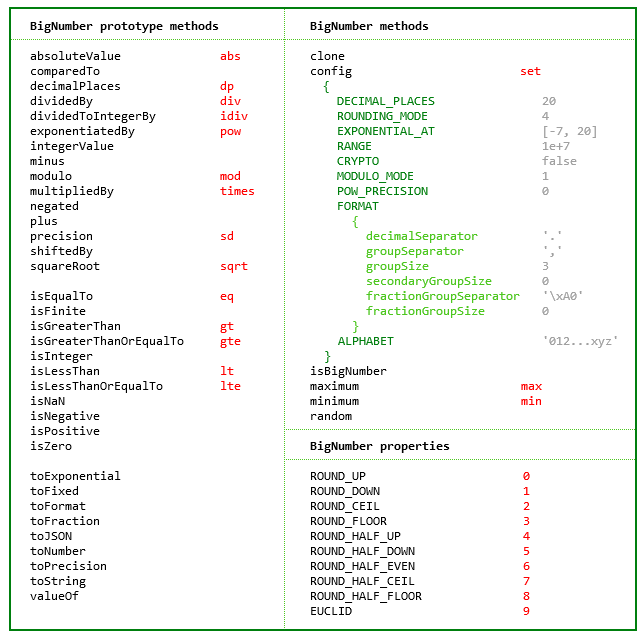 BigNumber prototype methods
absoluteValue abs
comparedTo
decimalPlaces dp
dividedBy div
dividedToIntegerBy idiv
exponentiatedBy pow
integerValue
minus
modulo mod
multipliedBy times
negated
plus
precision sd
shiftedBy
squareRoot sqrt
isEqualTo eq
isFinite
isGreaterThan gt
isGreaterThanOrEqualTo gte
isInteger
isLessThan lt
isLessThanOrEqualTo lte
isNaN
isNegative
isPositive
isZero
toExponential
toFixed
toFormat
toFraction
toJSON
toNumber
toPrecision
toString
valueOf
BigNumber methods
clone
config set
{
DECIMAL_PLACES 20
ROUNDING_MODE 4
EXPONENTIAL_AT [-7, 20]
RANGE 1e+7
CRYPTO false
MODULO_MODE 1
POW_PRECISION 0
FORMAT
{
decimalSeparator '.'
groupSeparator ','
groupSize 3
secondaryGroupSize 0
fractionGroupSeparator '\xA0'
fractionGroupSize 0
}
ALPHABET '012...xyz'
}
isBigNumber
maximum max
minimum min
random
BigNumber properties
ROUND_UP 0
ROUND_DOWN 1
ROUND_CEIL 2
ROUND_FLOOR 3
ROUND_HALF_UP 4
ROUND_HALF_DOWN 5
ROUND_HALF_EVEN 6
ROUND_HALF_CEIL 7
ROUND_HALF_FLOOR 8
EUCLID 9